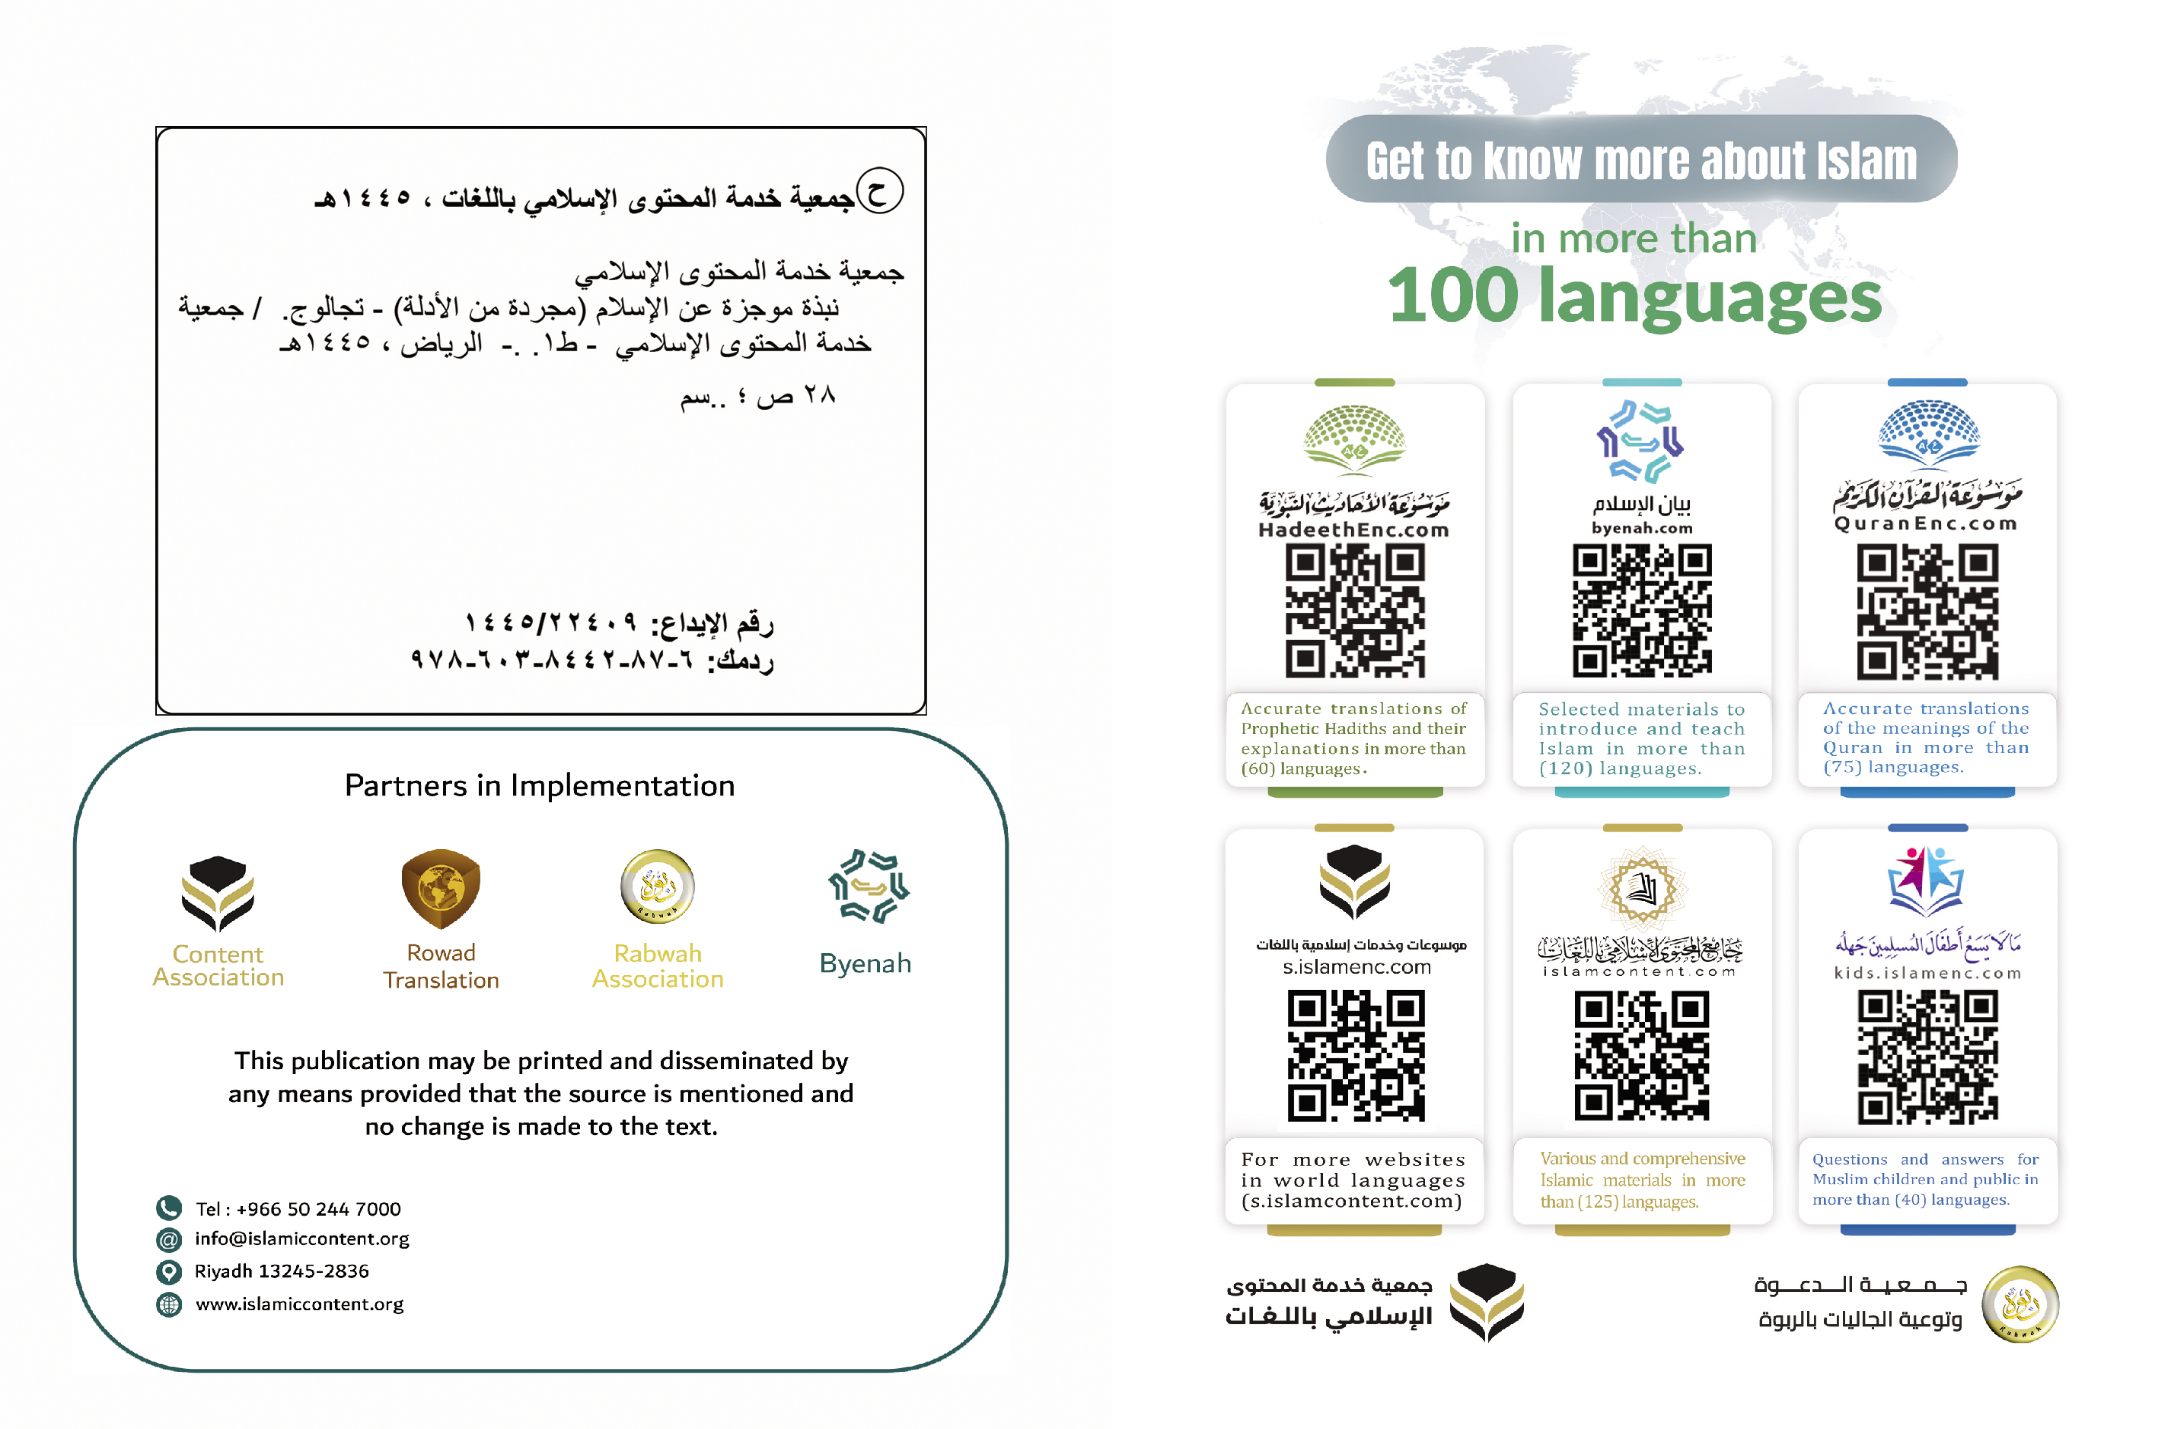 ح جمعية خدمة المحتوى الإسلامي باللغات ، ١٤٤٥هـ
جمعية خدمة المحتوى الإسلامي
نبذة موجزة عن الإسلام (مجردة من الأدلة) - تجالوج. / جمعية
خدمة المحتوى الإسلامي - ط١. .- الرياض ، ١٤٤٥هـ
٢٨ ص ؛ ..سم
رقم الإيداع: ١٤٤٥/٢٢٤٠٩
ردمك: ٦-٨٧-٨٤٤٢-٦٠٣-٩٧٨
Partners in Implementation
Content
Association
Rowad
Translation
ربوة
Rabwah
Rabwah
Association
Byenah
This publication may be printed and disseminated by
any means provided that the source is mentioned and
no change is made to the text.
Tel : +966 50 244 7000
info@islamiccontent.org
Riyadh 13245-2836
www.islamiccontent.org
Get to know more about Islam
in more than
100 languages
موسوعة الأحاديث النبوية
HadeethEnc.com
Accurate translations of
Prophetic Hadiths and their
explanations in more than
(60) languages.
بيان الإسلام
byenah.com
Selected materials to
introduce and teach
Islam in more than
(120) languages.
موسوعة القرآن الكريم
QuranEnc.com
Accurate translations
of the meanings of the
Quran in more than
(75) languages.
موسوعات وخدمات إسلامية باللغات
s.islamenc.com
For more websites
in world languages
(s.islamcontent.com)
جامع المحتوى الإسلامي باللغات
islamcontent.com
Various and comprehensive
Islamic materials in more
than (125) languages.
مَا لَا يَسَعُ أَطْفَالَ المُسْلِمِينَ جَهْلُه
kids.islamenc.com
Questions and answers for
Muslim children and public in
more than (40) languages.
جمعية خدمة المحتوى
الإسلامي باللغات
جـمـعـيـة الـدعـوة
وتوعية الجاليات بالربوة
ربوة
Rabwah